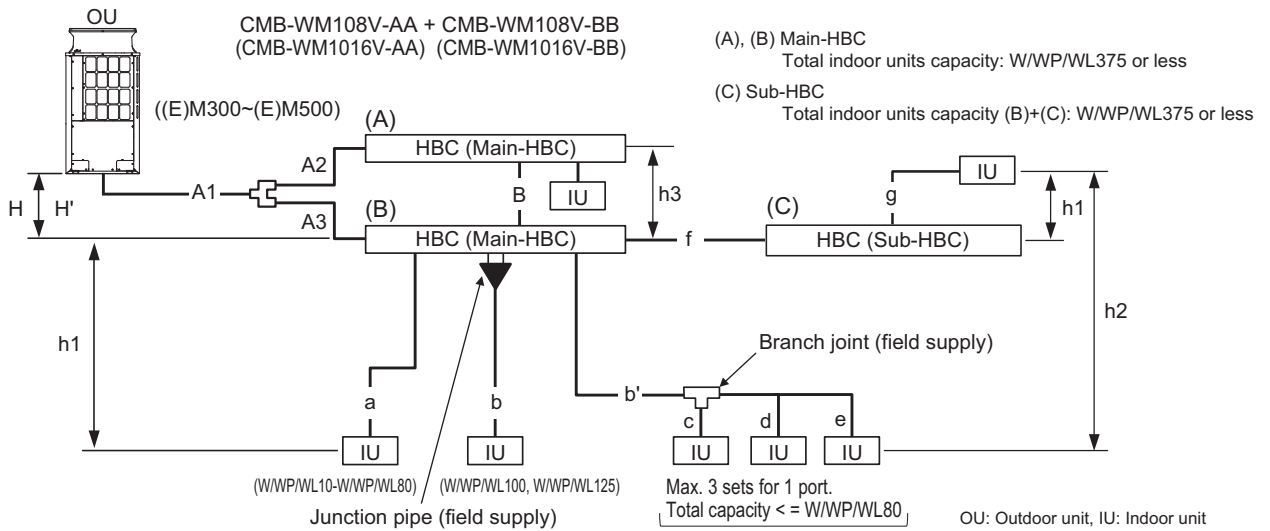 OU
CMB-WM108V-AA + CMB-WM108V-BB
(CMB-WM1016V-AA) (CMB-WM1016V-BB)
(A), (B) Main-HBC
Total indoor units capacity: W/WP/WL375 or less
(C) Sub-HBC
Total indoor units capacity (B)+(C): W/WP/WL375 or less
((E)M300~(E)M500)
(A)
HBC (Main-HBC)
A2
IU
IU
A1
B
h3
g
h1
H
H'
A3
(B)
(C)
HBC (Main-HBC)
f
HBC (Sub-HBC)
h1
h2
Branch joint (field supply)
a
b
b'
c
d
e
IU
IU
IU
IU
IU
(W/WP/WL10-W/WP/WL80)
(W/WP/WL100, W/WP/WL125)
Max. 3 sets for 1 port.
Total capacity < = W/WP/WL80
Junction pipe (field supply)
OU: Outdoor unit, IU: Indoor unit